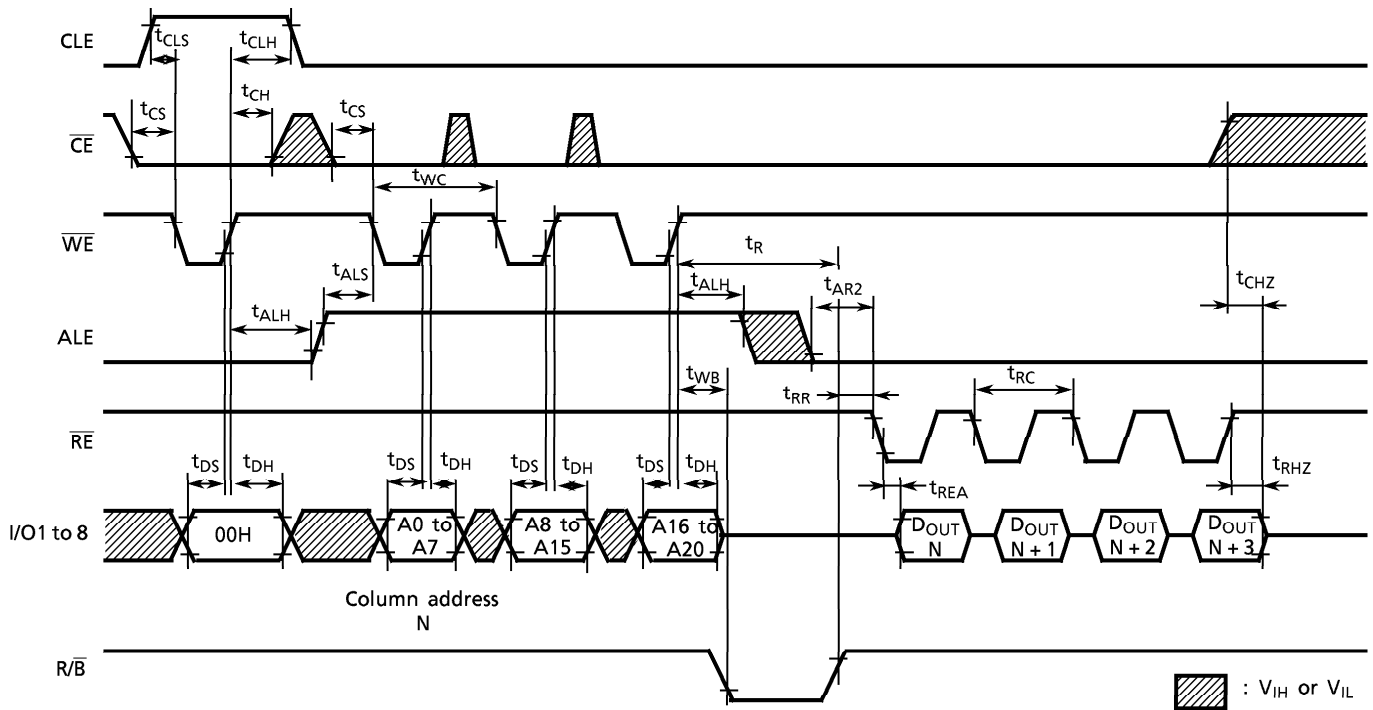 CLE
tCLS
tCLH
CE
tCS
tCH
tCS
WE
tWC
tR
ALE
tALH
tALS
tALH
tAR2
tCHZ
RE
tWB
tRR
tRC
tDS
tDH
tDS
tDH
tDS
tDH
tDS
tDH
tREA
tRHZ
I/O1 to 8
00H
A0 to
A7
A8 to
A15
A16 to
A20
DOUT
N
DOUT
N + 1
DOUT
N + 2
DOUT
N + 3
Column address
N
R/B
: VIH or VIL